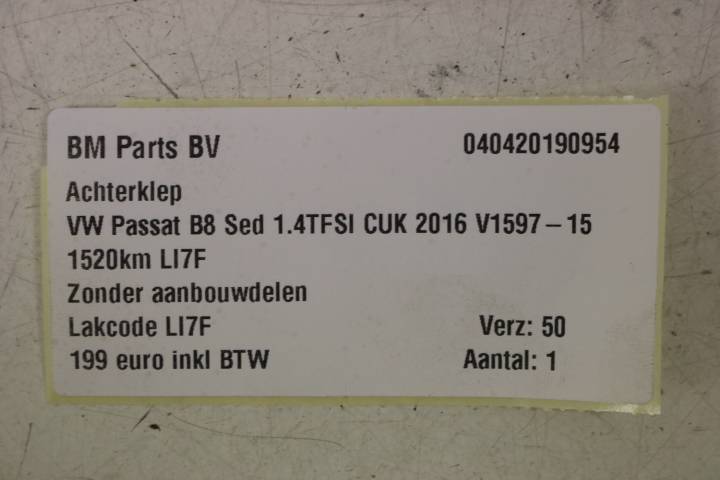 BM Parts BV 040420190954
Achterklep
VW Passat B8 Sed 1.4TFSI CUK 2016 V1597-15
1520km LI7F
Zonder aanbouwdelen
Lakcode LI7F Verz: 50
199 euro inkl BTW Aantal: 1